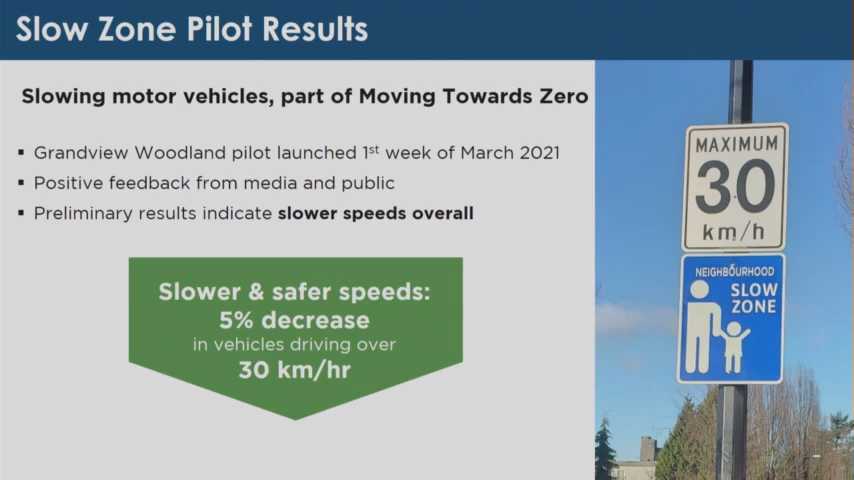 Slow Zone Pilot Results
Slowing motor vehicles, part of Moving Towards Zero
▪ Grandview Woodland pilot launched 1st week of March 2021
▪ Positive feedback from media and public
▪ Preliminary results indicate slower speeds overall
Slower & safer speeds:
5% decrease
in vehicles driving over
30 km/hr
MAXIMUM
30
km/h
NEIGHBOURHOOD
SLOW
ZONE